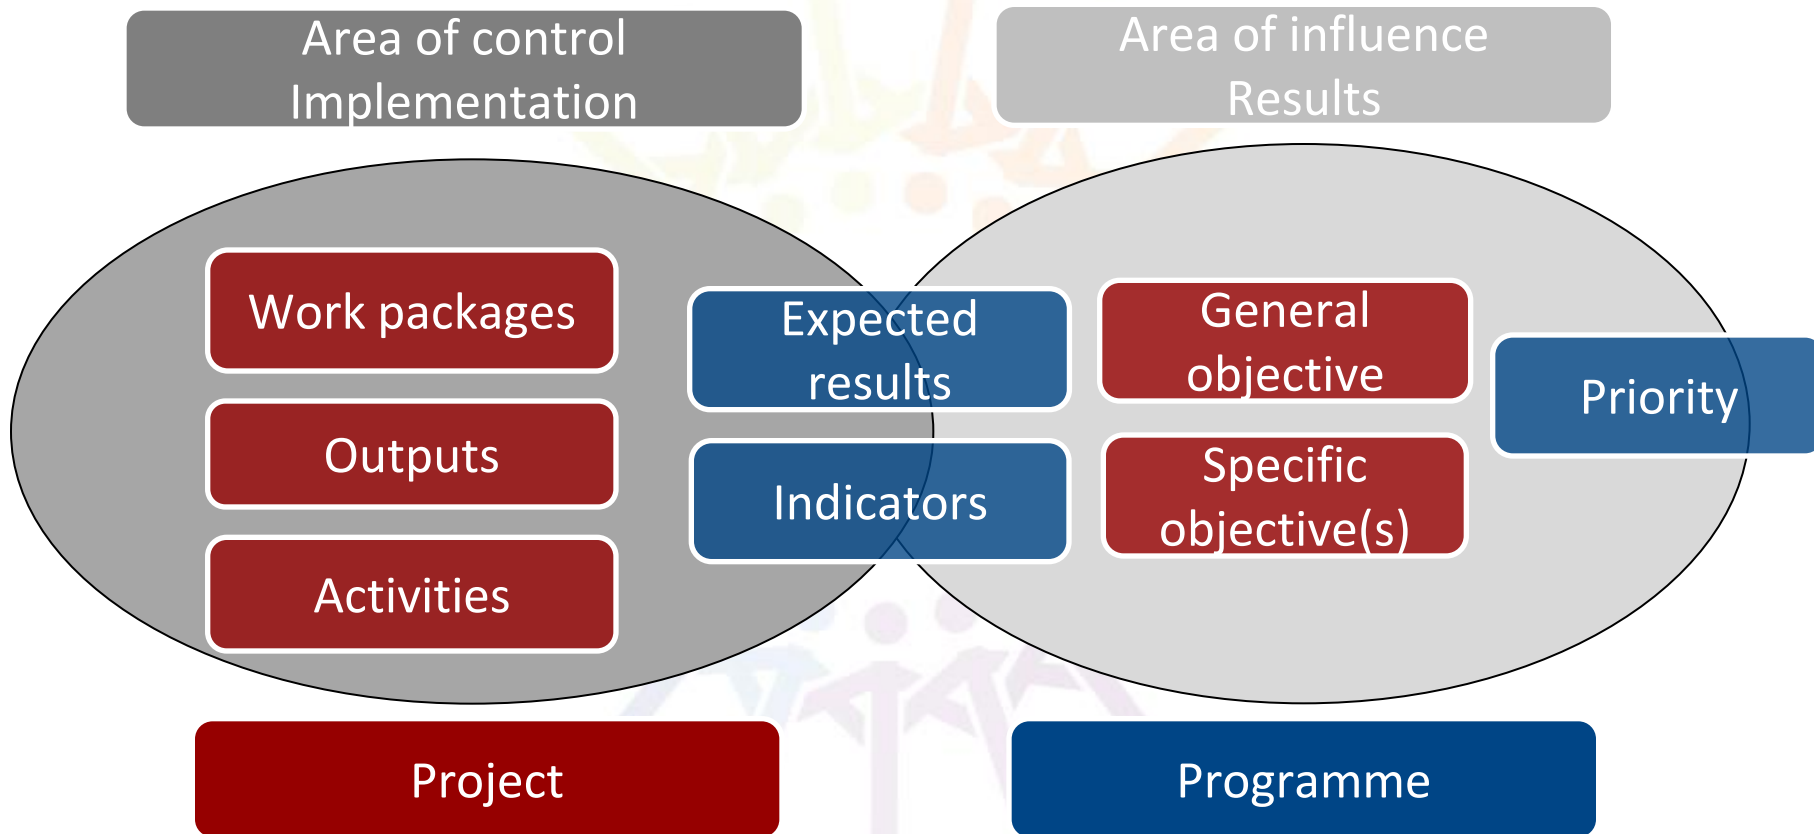 Area of control
Implementation
Area of influence
Results
Work packages
Outputs
Activities
Expected
results
Indicators
General
objective
Specific
objective(s)
Priority
Project
Programme